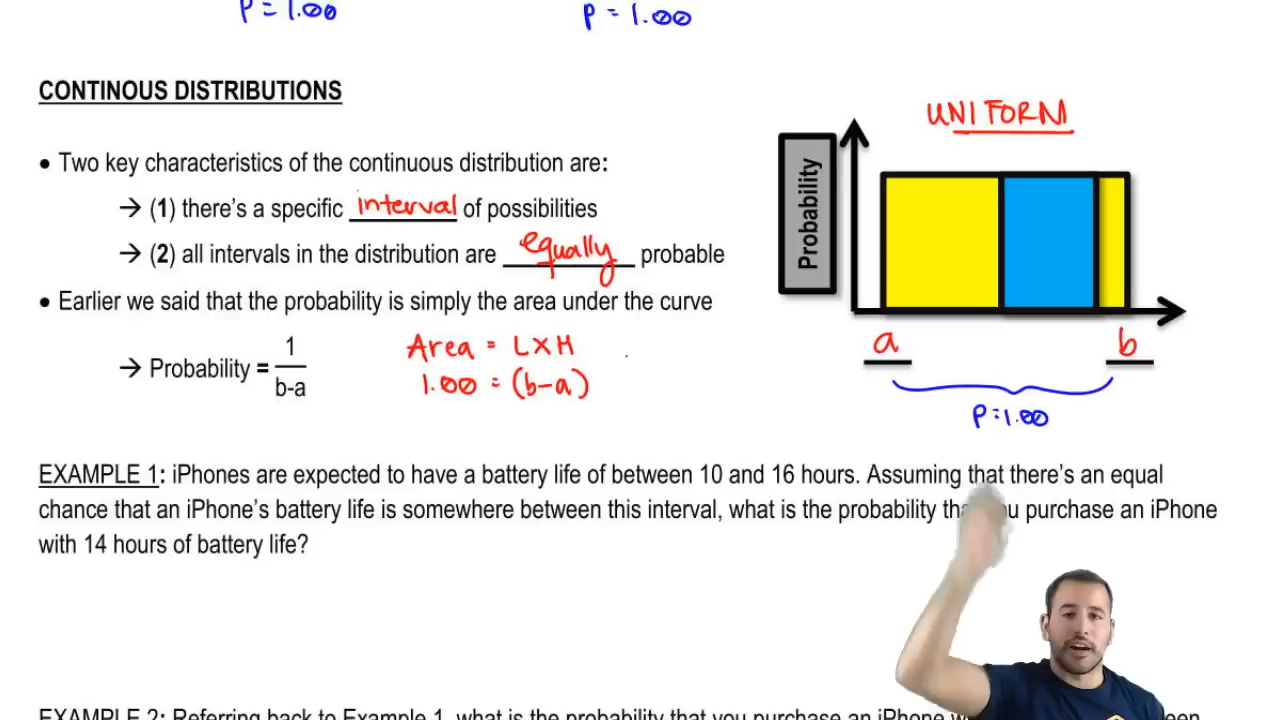 P = 1.00
P = 1.00
CONTINOUS DISTRIBUTIONS
• Two key characteristics of the continuous distribution are:
→ (1) there's a specific interval of possibilities
→ (2) all intervals in the distribution are equally probable
• Earlier we said that the probability is simply the area under the curve
→ Probability = 1
b-a
Area = L X H
1.00 = (b-a)
UNIFORM
Probability
a
b
P=1.00
EXAMPLE 1: iPhones are expected to have a battery life of between 10 and 16 hours. Assuming that there's an equal
chance that an iPhone's battery life is somewhere between this interval, what is the probability you purchase an iPhone
with 14 hours of battery life?
EXAMPLE 2: Referring back to Example 1, what is the probability that you purchase an iPhone